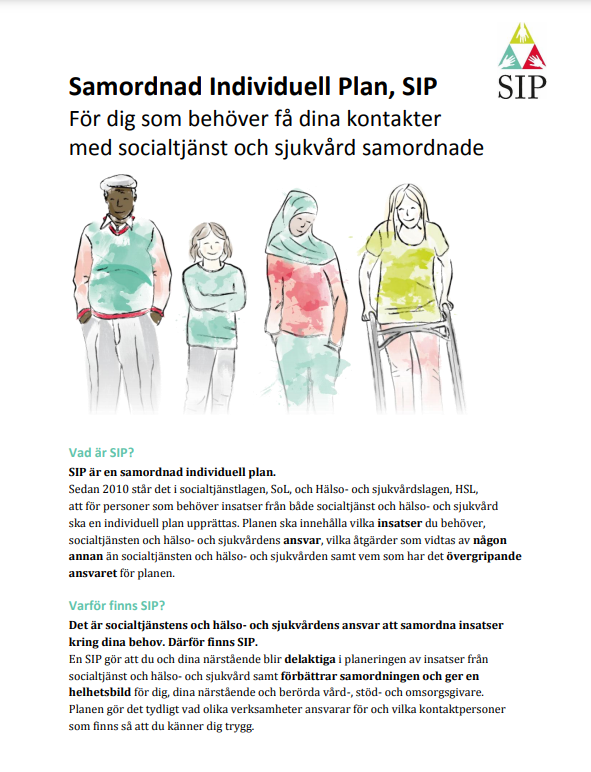 SIP
Samordnad Individuell Plan, SIP
För dig som behöver få dina kontakter
med socialtjänst och sjukvård samordnade
Vad är SIP?
SIP är en samordnad individuell plan.
Sedan 2010 står det i socialtjänstlagen, SoL, och Hälso- och sjukvårdslagen, HSL,
att för personer som behöver insatser från både socialtjänst och hälso- och sjukvård
ska en individuell plan upprättas. Planen ska innehålla vilka insatser du behöver,
socialtjänsten och hälso- och sjukvårdens ansvar, vilka åtgärder som vidtas av någon
annan än socialtjänsten och hälso- och sjukvården samt vem som har det övergripande
ansvaret för planen.
Varför finns SIP?
Det är socialtjänstens och hälso- och sjukvårdens ansvar att samordna insatser
kring dina behov. Därför finns SIP.
En SIP gör att du och dina närstående blir delaktiga i planeringen av insatser från
socialtjänst och hälso- och sjukvård samt förbättrar samordningen och ger en
helhetsbild för dig, dina närstående och berörda vård-, stöd- och omsorgsgivare.
Planen gör det tydligt vad olika verksamheter ansvarar för och vilka kontaktpersoner
som finns så att du känner dig trygg.